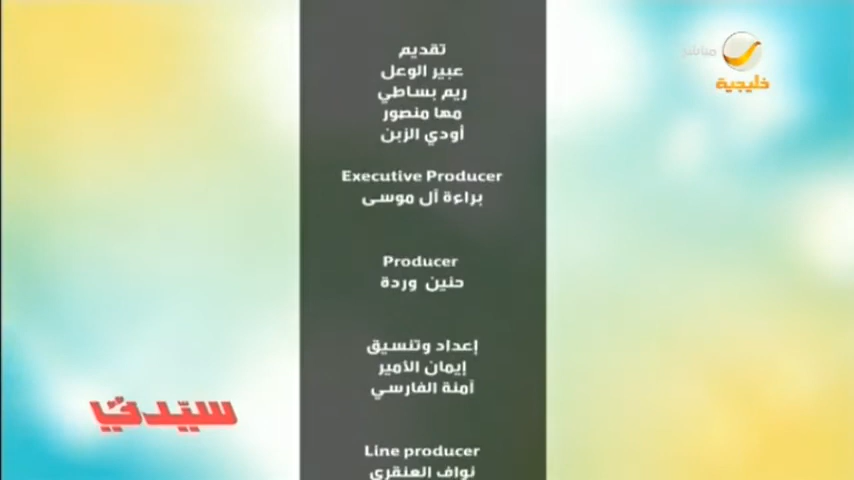 مباشر
خليجية
تقديم
عبير الوعل
ريم بساطي
مها منصور
أودي الزبن
Executive Producer
براءة آل موسى
Producer
حنين وردة
إعداد وتنسيق
إيمان الأمير
آمنة الفارسي
سيدتي
Line producer
نواف العنقري